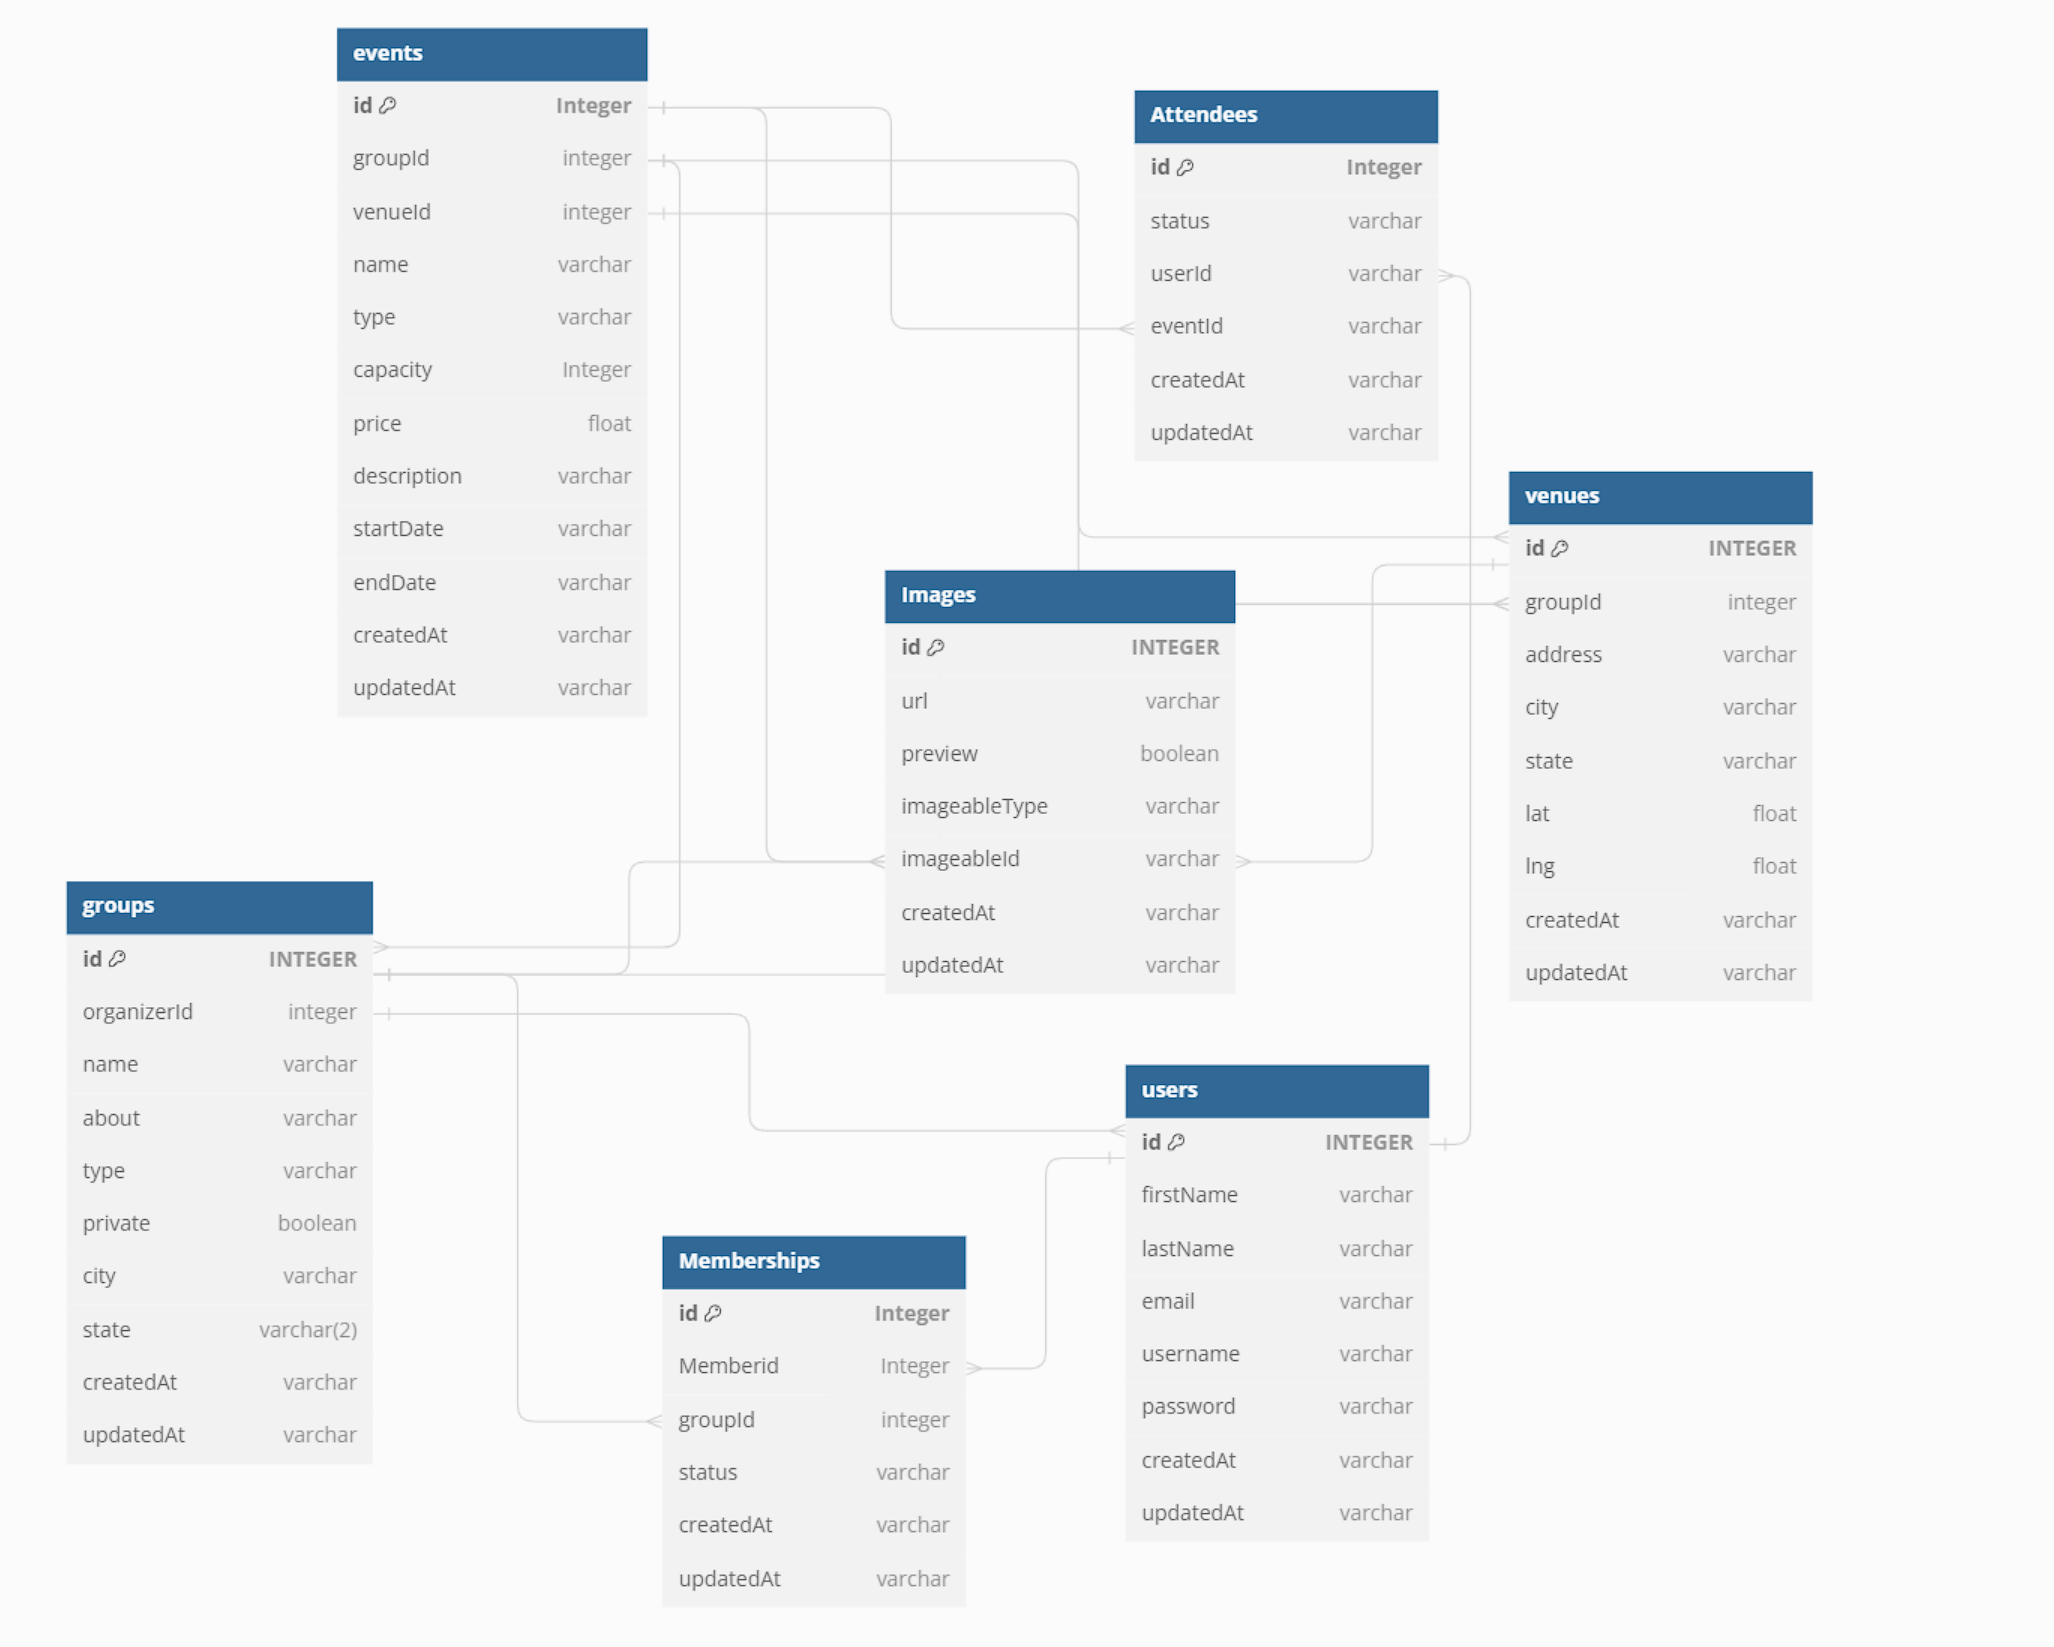 events
id Integer
groupId integer
venueId integer
name varchar
type varchar
capacity Integer
price float
description varchar
startDate varchar
endDate varchar
createdAt varchar
updatedAt varchar
Attendees
id Integer
status varchar
userId varchar
eventId varchar
createdAt varchar
updatedAt varchar
venues
id INTEGER
groupId integer
address varchar
city varchar
state varchar
lat float
lng float
createdAt varchar
updatedAt varchar
Images
id INTEGER
url varchar
preview boolean
imageableType varchar
imageableId varchar
createdAt varchar
updatedAt varchar
groups
id INTEGER
organizerId integer
name varchar
about varchar
type varchar
private boolean
city varchar
state varchar(2)
createdAt varchar
updatedAt varchar
users
id INTEGER
firstName varchar
lastName varchar
email varchar
username varchar
password varchar
createdAt varchar
updatedAt varchar
Memberships
id Integer
Memberid Integer
groupId integer
status varchar
createdAt varchar
updatedAt varchar